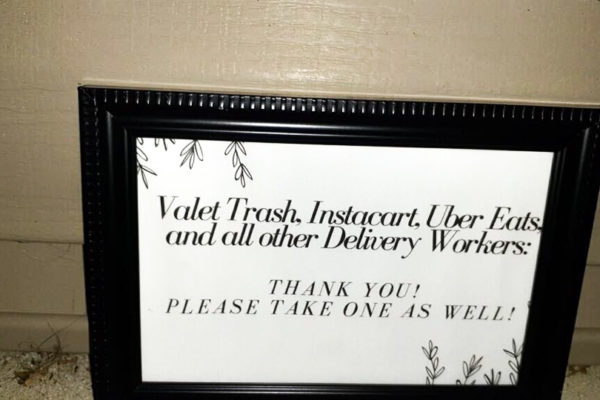 Valet Trash, Instacart, Uber Eats,
and all other Delivery Workers:
THANK YOU!
PLEASE TAKE ONE AS WELL!